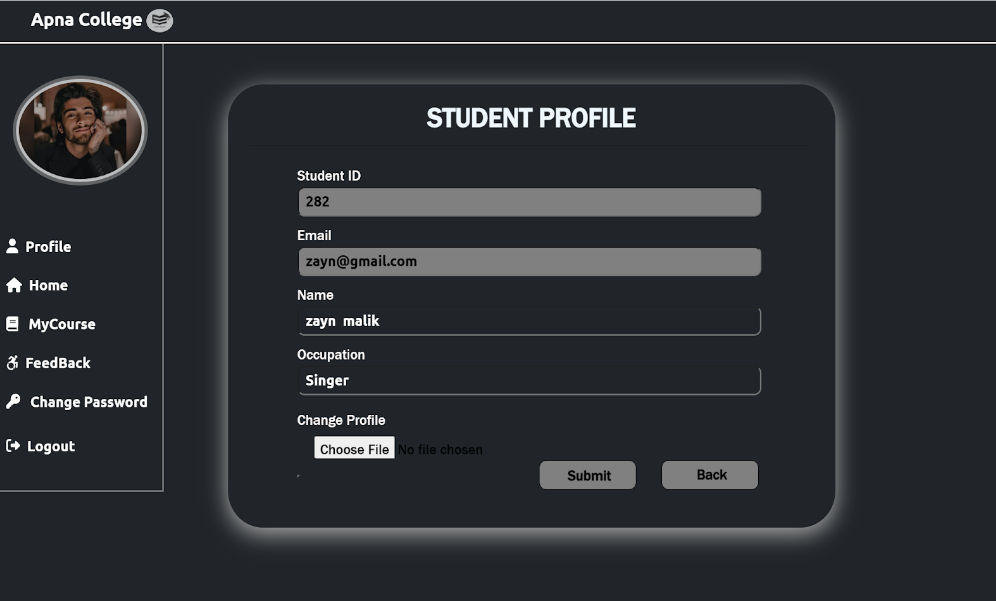 Apna College
Profile
Home
MyCourse
FeedBack
Change Password
Logout
STUDENT PROFILE
Student ID
282
Email
zayn@gmail.com
Name
zayn malik
Occupation
Singer
Change Profile
Choose File No file chosen
Submit Back